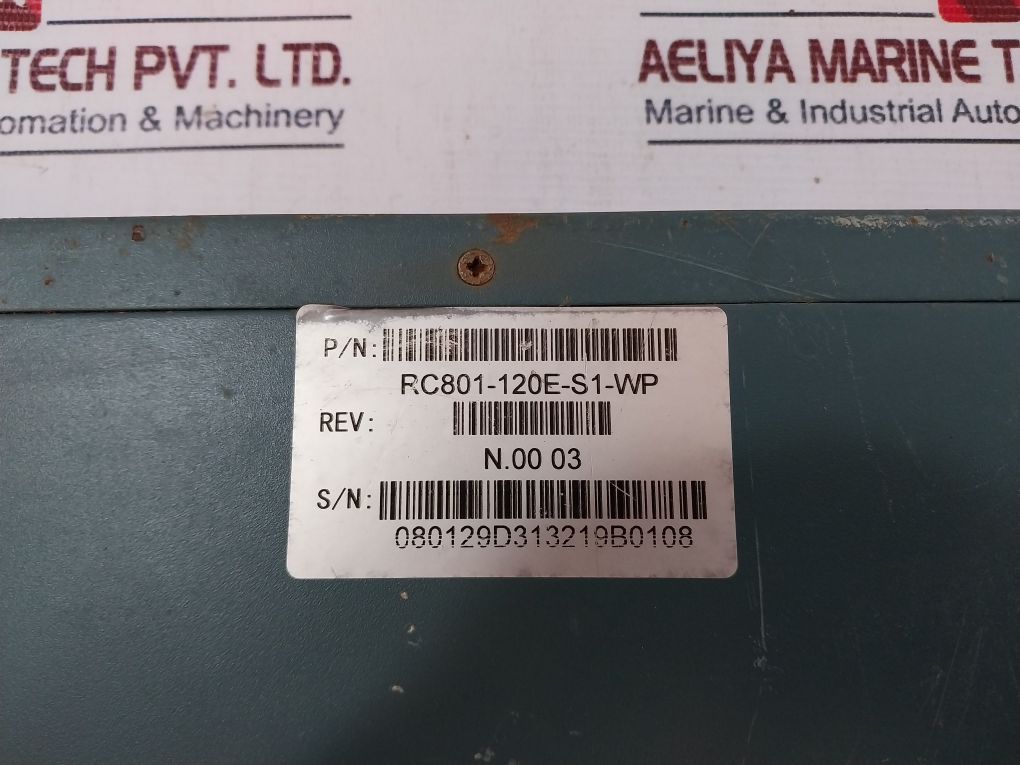 TECH PVT. LTD.
omation & Machinery
AELIYA MARINE T
Marine & Industrial Auto
P/N:
RC801-120E-S1-WP
REV:
N.00 03
S/N:
080129D313219B0108